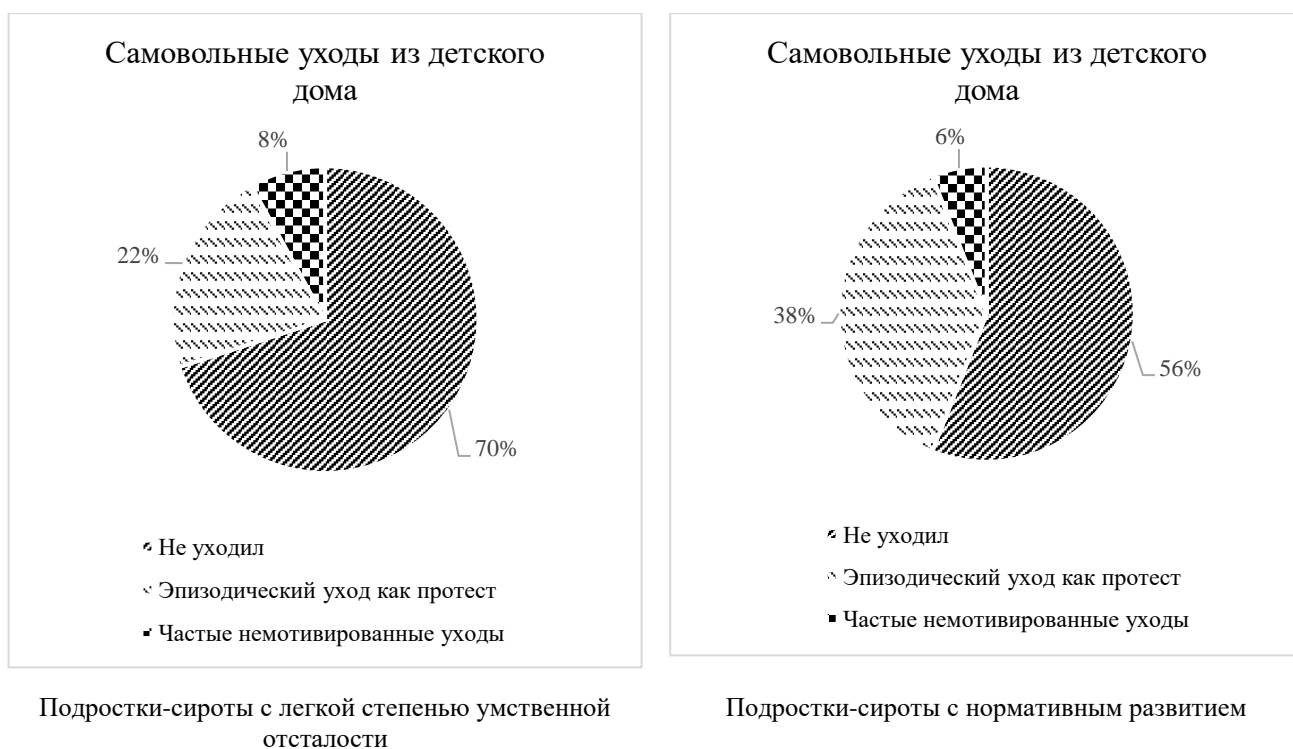 Самовольные уходы из детского
дома
8%
22%
70%
Не уходил
Эпизодический уход как протест
Частые немотивированные уходы
Подростки-сироты с легкой степенью умственной
отсталости
Самовольные уходы из детского
дома
6%
38%
56%
Не уходил
Эпизодический уход как протест
Частые немотивированные уходы
Подростки-сироты с нормативным развитием